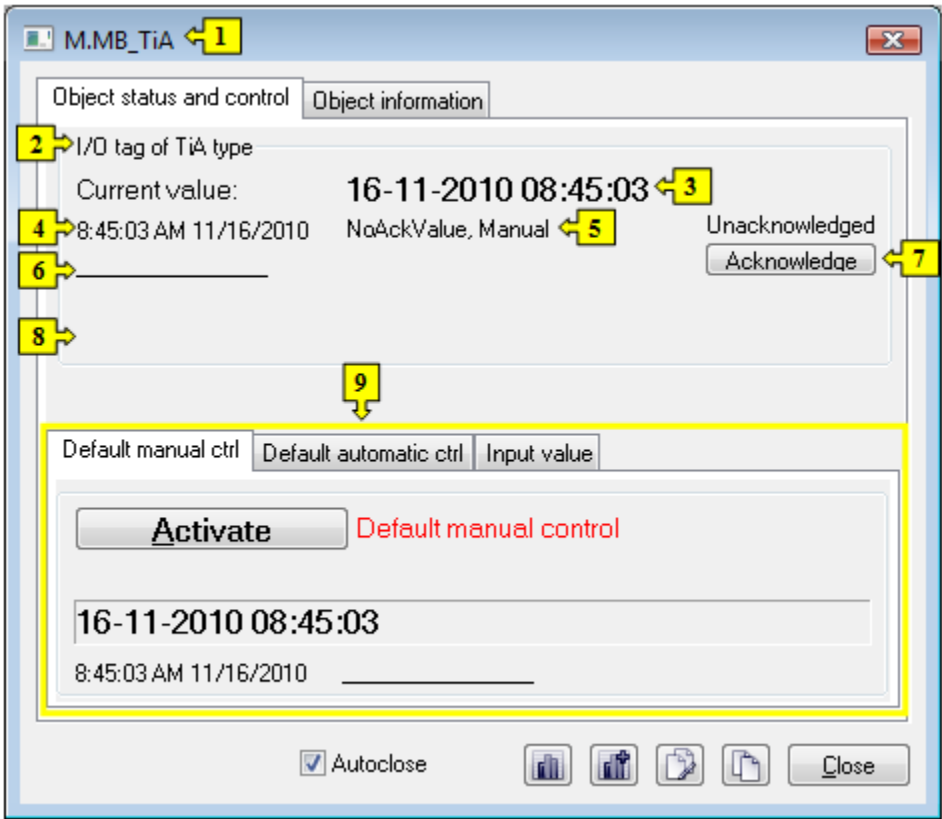 M.MB_TiA 1
Object status and control Object information
2 I/O tag of TiA type
Current value: 16-11-2010 08:45:03 3
4 8:45:03 AM 11/16/2010 NoAckValue, Manual 5 Unacknowledged
6 Acknowledge 7
8
9
Default manual ctrl Default automatic ctrl Input value
Activate Default manual control
16-11-2010 08:45:03
8:45:03 AM 11/16/2010
Autoclose Close